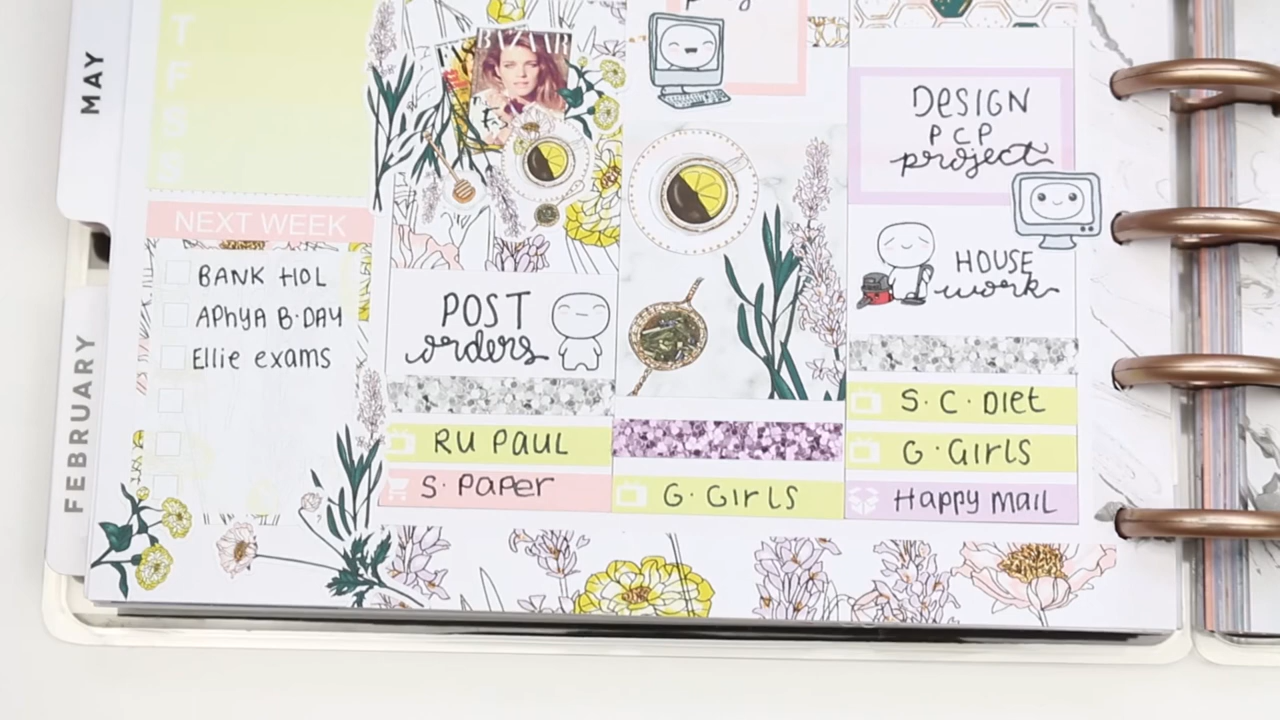 MAY
FEBRUARY
T
F
S
S
NEXT WEEK
BANK HOL
APhYA B·DAY
Ellie exams
BAZAAR
POST
orders
RU PAUL
S· PAPER
G· GIRLS
DESIGN
PCP
project
HOUSE
work
S· C· DIET
G· GIRLS
HAPPY MAIL